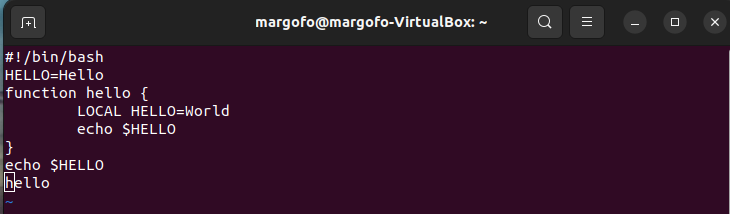 margofo@margofo-VirtualBox: ~
#!/bin/bash
HELLO=Hello
function hello {
        LOCAL HELLO=World
        echo $HELLO
}
echo $HELLO
hello
~